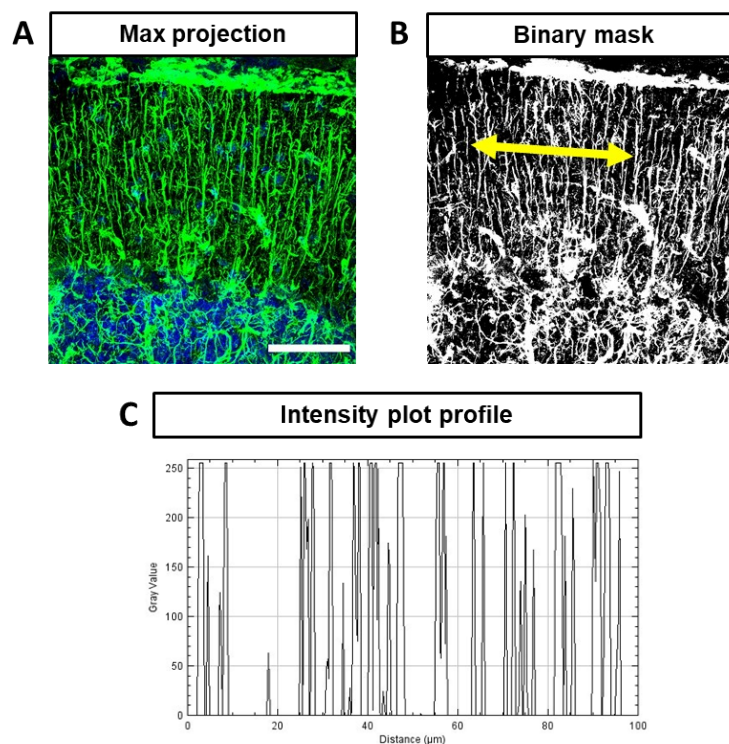 A
Max projection
B
Binary mask
C
Intensity plot profile
250
200
150
100
50
0
Gray Value
0 20 40 60 80 100
Distance (µm)